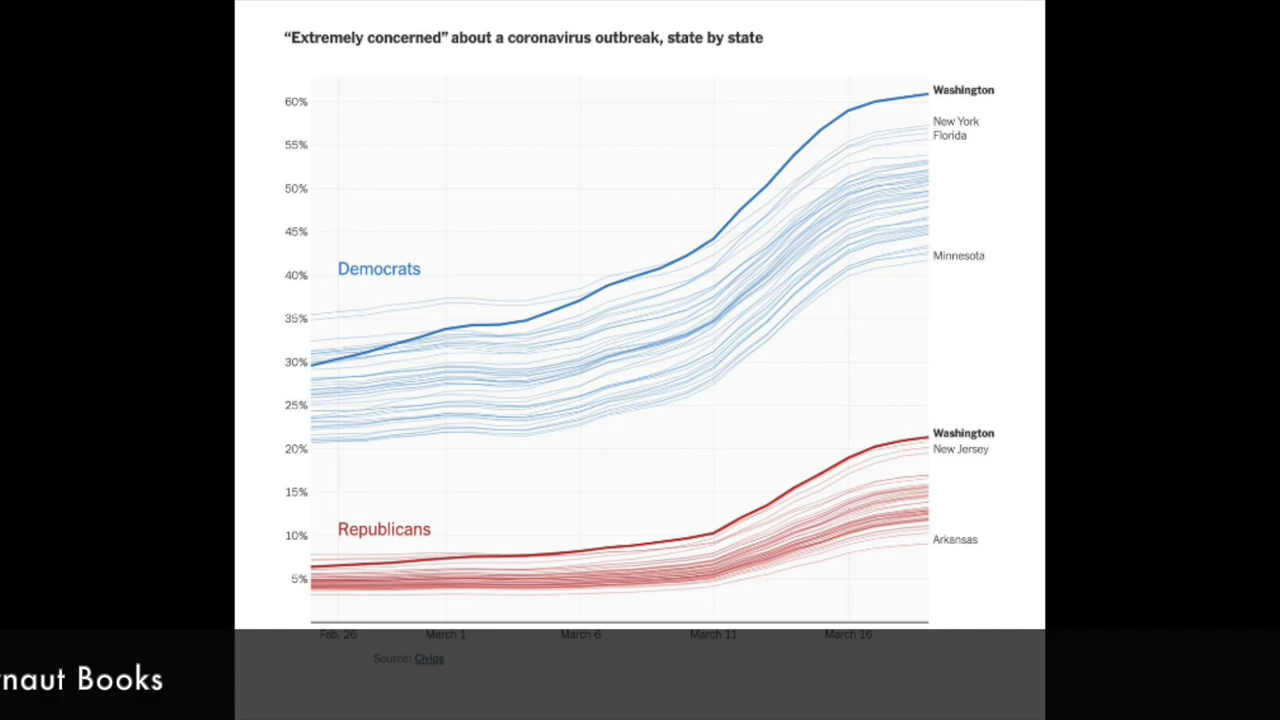 “Extremely concerned” about a coronavirus outbreak, state by state
60%
55%
50%
45%
40%
35%
30%
25%
20%
15%
10%
5%
Democrats
Republicans
Washington
New York
Florida
Minnesota
Washington
New Jersey
Arkansas
Feb. 26 March 1 March 6 March 11 March 16
Source: Civiqs
naut Books